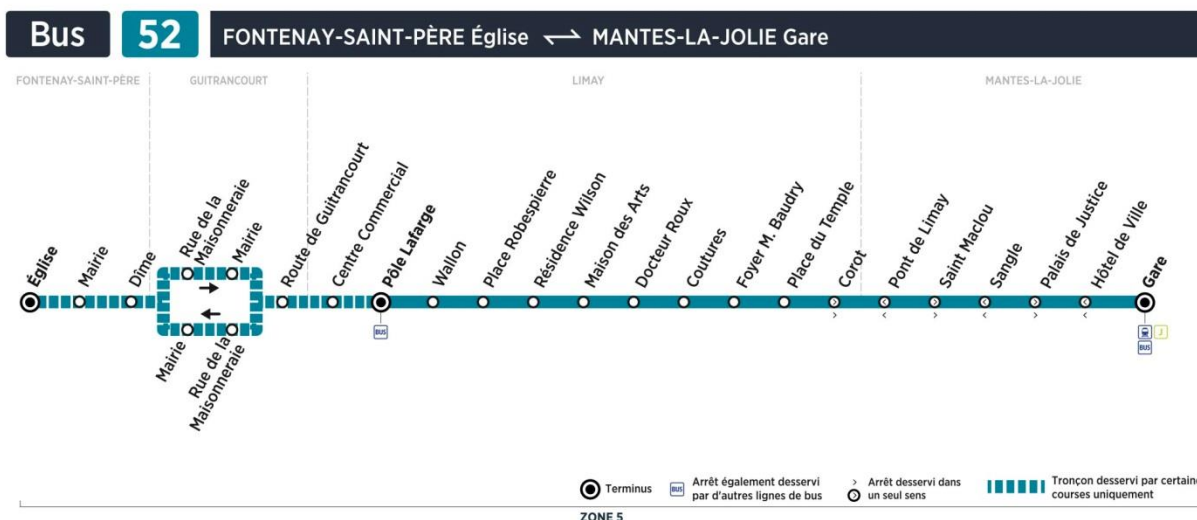 Bus 52 FONTENAY-SAINT-PÈRE Église ⇌ MANTES-LA-JOLIE Gare
FONTENAY-SAINT-PÈRE
GUITRANCOURT
LIMAY
MANTES-LA-JOLIE
Église
Mairie
Dîme
Rue de la
Maisonneraie
Mairie
Mairie
Rue de la
Maisonneraie
Route de Guitrancourt
Centre Commercial
Pôle Lafarge
BUS
Wallon
Place Robespierre
Résidence Wilson
Maison des Arts
Docteur Roux
Coutures
Foyer M. Baudry
Place du Temple
Corot
Pont de Limay
Saint Maclou
Sangle
Palais de Justice
Hôtel de Ville
Gare
J
BUS
Terminus
BUS
Arrêt également desservi
par d'autres lignes de bus
Arrêt desservi dans
un seul sens
Tronçon desservi par certaine
courses uniquement
ZONE 5